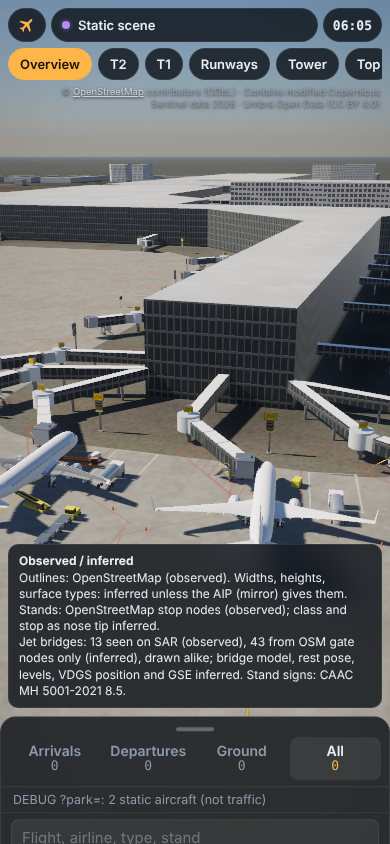 Static scene
06:05
Overview
T2
T1
Runways
Tower
Top
© OpenStreetMap contributors (ODbL) · Contains modified Copernicus
Sentinel data 2026 · Umbra Open Data (CC BY 4.0)
Observed / inferred
Outlines: OpenStreetMap (observed). Widths, heights,
surface types: inferred unless the AIP (mirror) gives them.
Stands: OpenStreetMap stop nodes (observed); class and
stop as nose tip inferred.
Jet bridges: 13 seen on SAR (observed), 43 from OSM gate
nodes only (inferred), drawn alike; bridge model, rest pose,
levels, VDGS position and GSE inferred. Stand signs: CAAC
MH 5001-2021 8.5.
Arrivals
0
Departures
0
Ground
0
All
0
DEBUG ?park=: 2 static aircraft (not traffic)
Flight, airline, type, stand